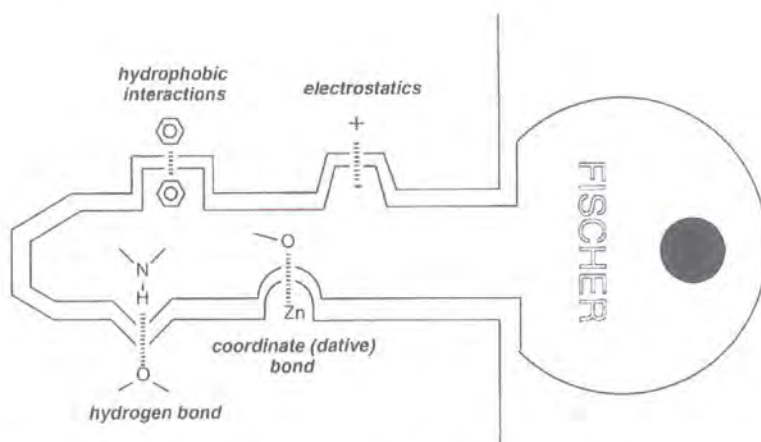 hydrophobic
interactions
electrostatics
+
-
N
H
O
O
Zn
coordinate (dative)
bond
hydrogen bond
FISCHER